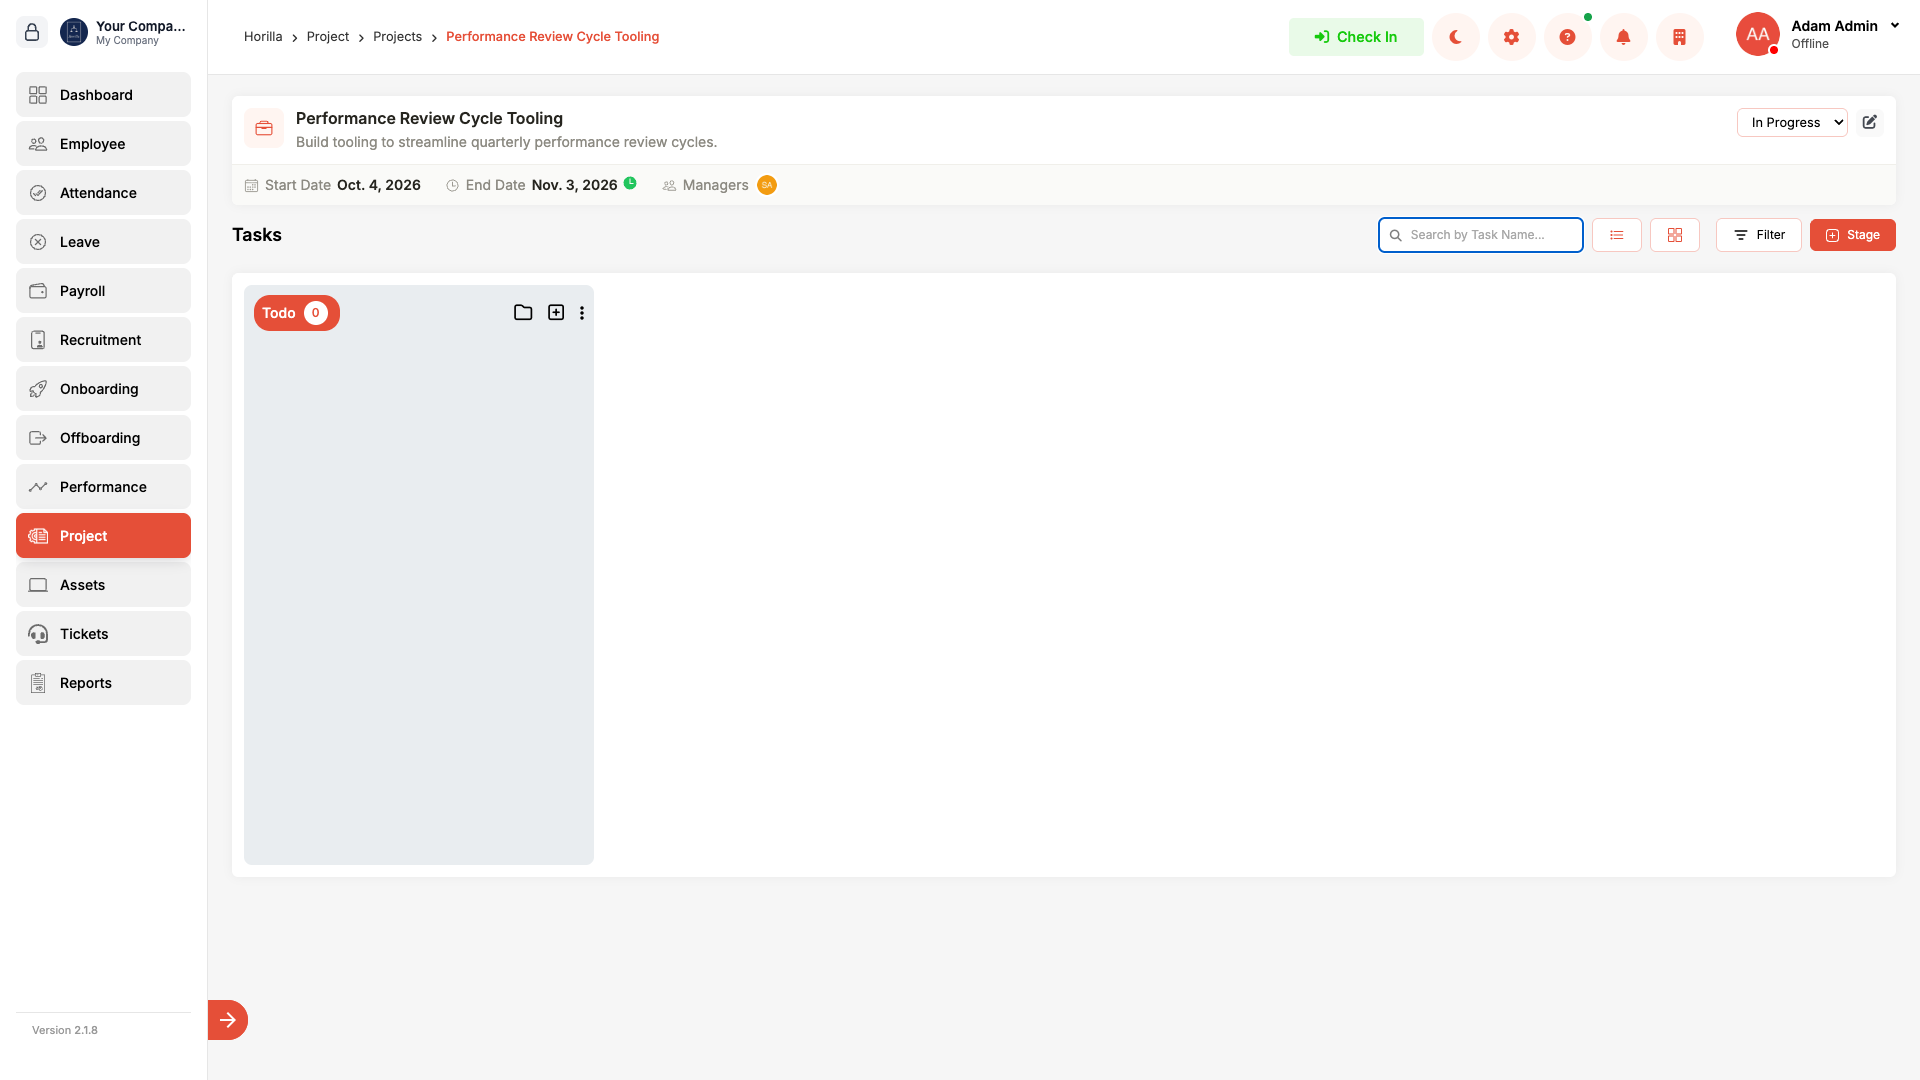 Your Compa...
My Company
Dashboard
Employee
Attendance
Leave
Payroll
Recruitment
Onboarding
Offboarding
Performance
Project
Assets
Tickets
Reports
Version 2.1.8
Horilla > Project > Projects > Performance Review Cycle Tooling
Check In
AA
Adam Admin
Offline
Performance Review Cycle Tooling
Build tooling to streamline quarterly performance review cycles.
In Progress
Start Date Oct. 4, 2026 End Date Nov. 3, 2026 Managers SA
Tasks
Search by Task Name...
Filter
Stage
Todo 0